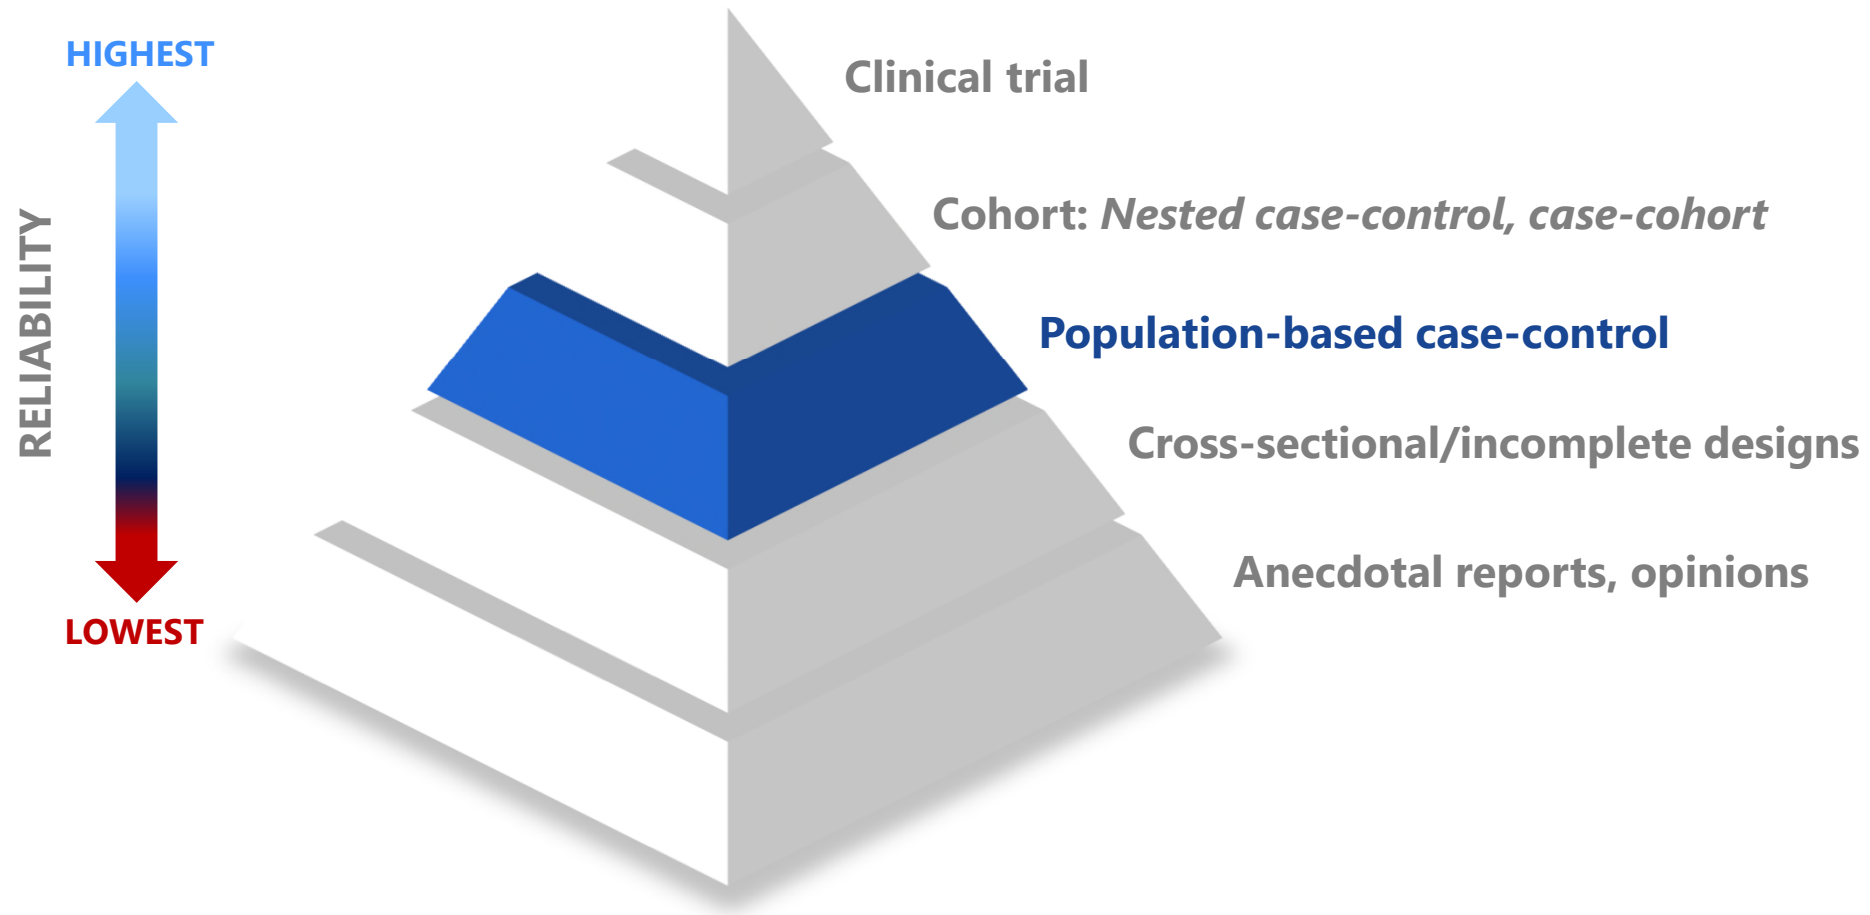 HIGHEST
RELIABILITY
LOWEST
Clinical trial
Cohort: Nested case-control, case-cohort
Population-based case-control
Cross-sectional/incomplete designs
Anecdotal reports, opinions